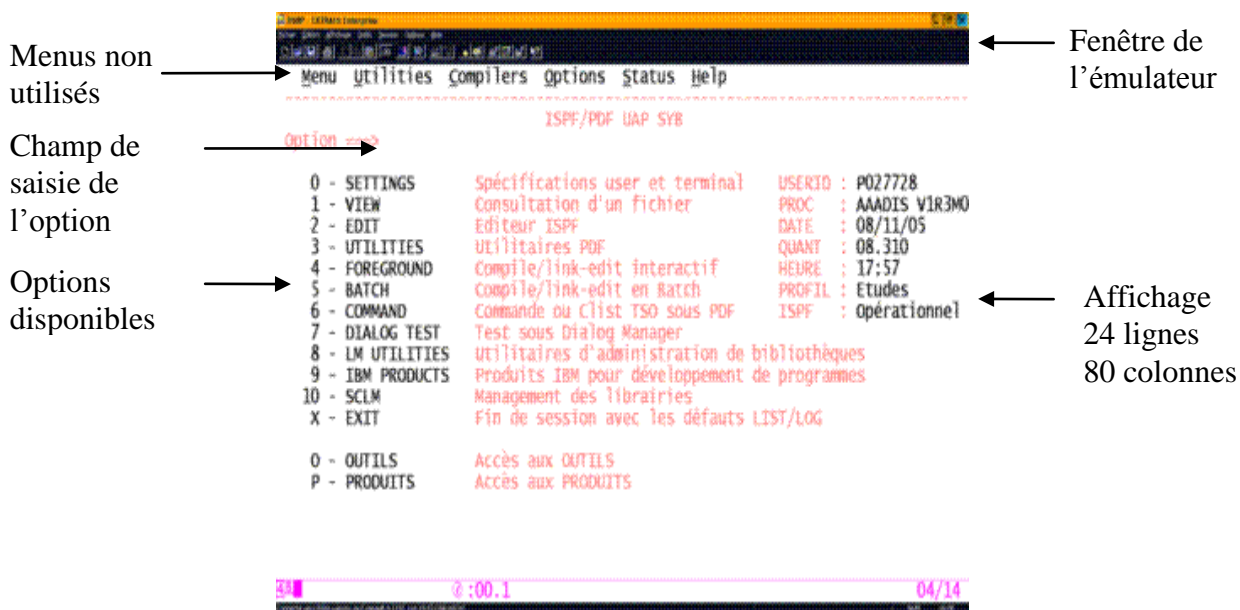 ISPF - EXTRA! Enterprise
Menus non
utilisés
Champ de
saisie de
l'option
Options
disponibles
Menu Utilities Compilers Options Status Help
ISPF/PDF UAP SYB
Option ===>
0 - SETTINGS Spécifications user et terminal USERID : P027728
1 - VIEW Consultation d'un fichier PROC : AAADIS V1R3M0
2 - EDIT Editeur ISPF DATE : 08/11/05
3 - UTILITIES Utilitaires PDF QUANT : 08.310
4 - FOREGROUND Compile/link-edit interactif HEURE : 17:57
5 - BATCH Compile/link-edit en Batch PROFIL : Etudes
6 - COMMAND Commande ou Clist TSO sous PDF ISPF : Opérationnel
7 - DIALOG TEST Test sous Dialog Manager
8 - LM UTILITIES Utilitaires d'administration de bibliothèques
9 - IBM PRODUCTS Produits IBM pour développement de programmes
10 - SCLM Management des librairies
X - EXIT Fin de session avec les défauts LIST/LOG
O - OUTILS Accès aux OUTILS
P - PRODUITS Accès aux PRODUITS
:00.1 04/14
Fenêtre de
l'émulateur
Affichage
24 lignes
80 colonnes